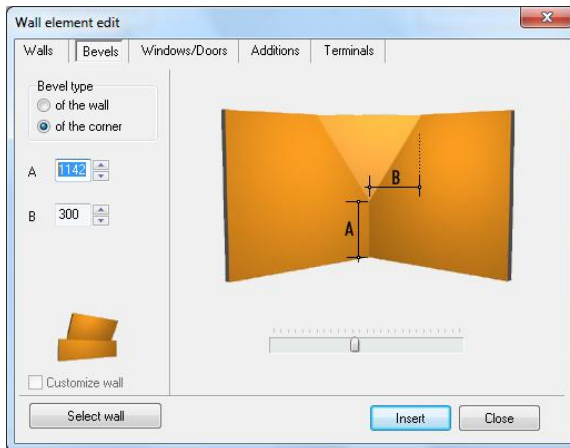 Wall element edit
Walls
Bevels
Windows/Doors
Additions
Terminals
Bevel type
of the wall
of the corner
A 1142
B 300
B
A
Customize wall
Select wall
Insert
Close